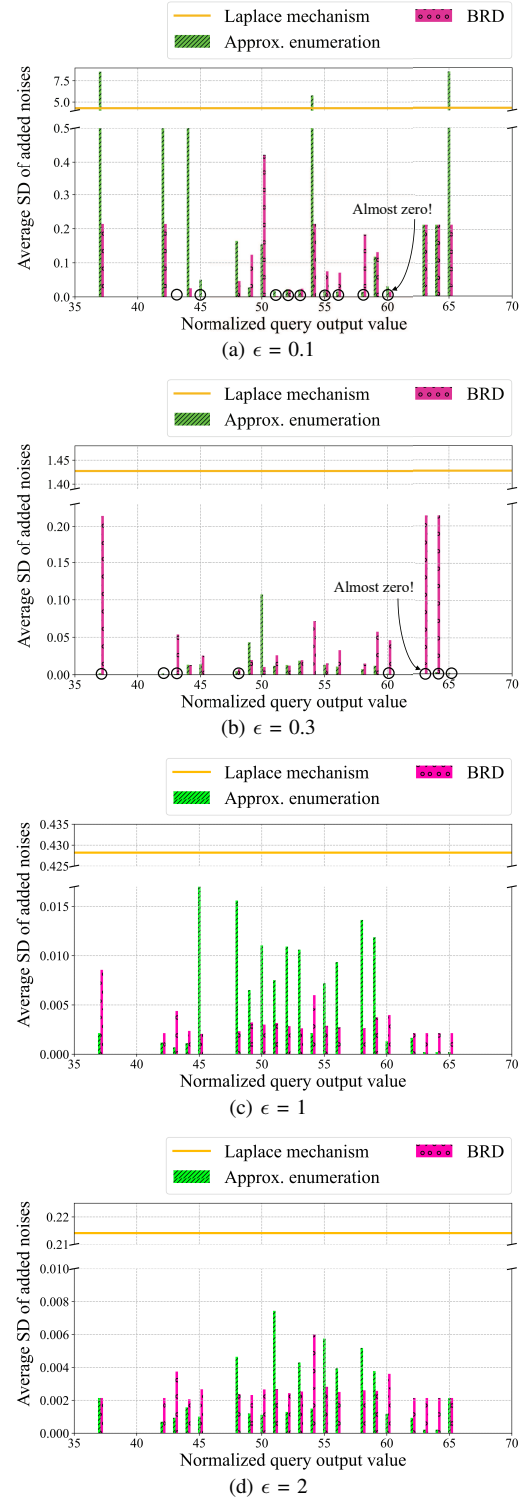 Laplace mechanism
BRD
Approx. enumeration
Average SD of added noises
7.5
5.0
0.5
0.4
0.3
0.2
0.1
0.0
Almost zero!
35 40 45 50 55 60 65 70
Normalized query output value
(a) ϵ = 0.1
Laplace mechanism
BRD
Approx. enumeration
Average SD of added noises
1.45
1.40
0.20
0.15
0.10
0.05
0.00
Almost zero!
35 40 45 50 55 60 65 70
Normalized query output value
(b) ϵ = 0.3
Laplace mechanism
BRD
Approx. enumeration
Average SD of added noises
0.435
0.430
0.425
0.015
0.010
0.005
0.000
35 40 45 50 55 60 65 70
Normalized query output value
(c) ϵ = 1
Laplace mechanism
BRD
Approx. enumeration
Average SD of added noises
0.22
0.21
0.010
0.008
0.006
0.004
0.002
0.000
35 40 45 50 55 60 65 70
Normalized query output value
(d) ϵ = 2